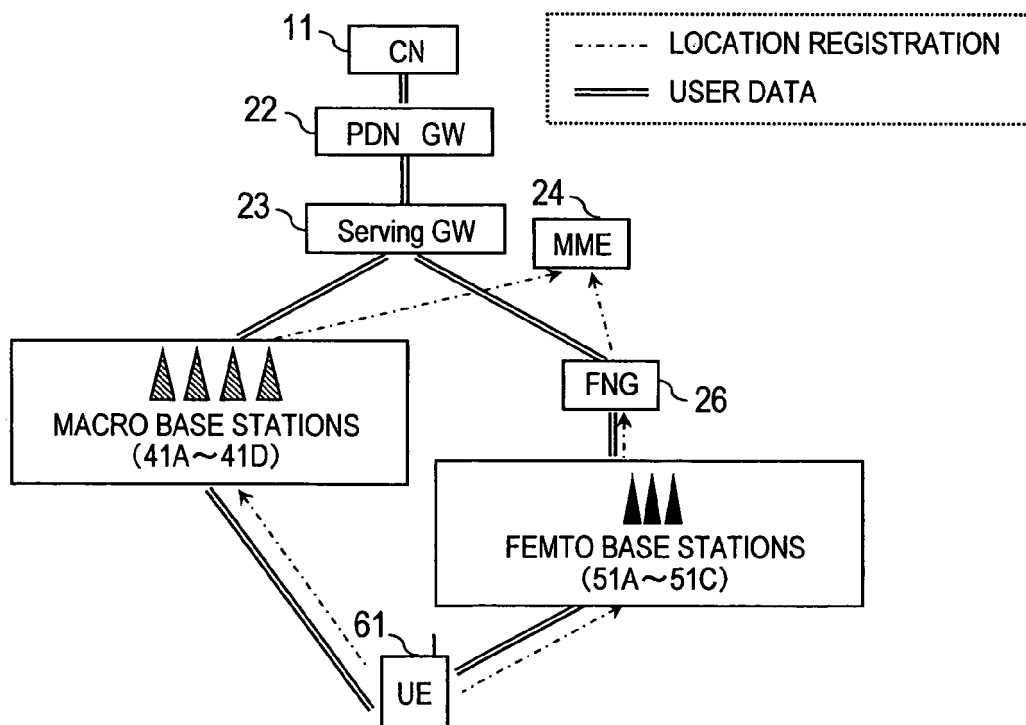 11
CN
LOCATION REGISTRATION
USER DATA
22
PDN GW
23
Serving GW
24
MME
MACRO BASE STATIONS
(41A～41D)
FNG
26
FEMTO BASE STATIONS
(51A～51C)
61
UE